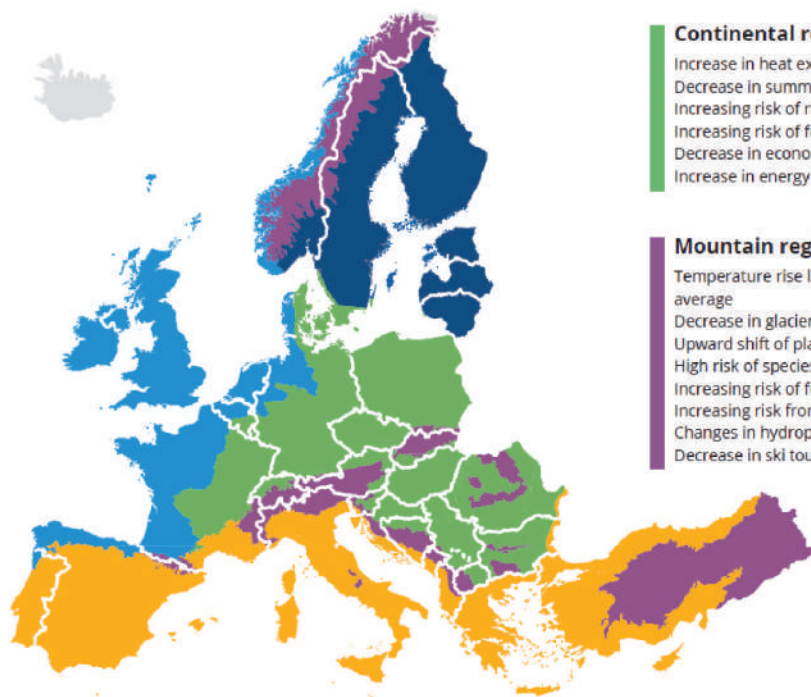 Continental r
Increase in heat ex
Decrease in summ
Increasing risk of r
Increasing risk of f
Decrease in econo
Increase in energy
Mountain reg
Temperature rise l
average
Decrease in glacier
Upward shift of pla
High risk of species
Increasing risk of f
Increasing risk from
Changes in hydrop
Decrease in ski tou